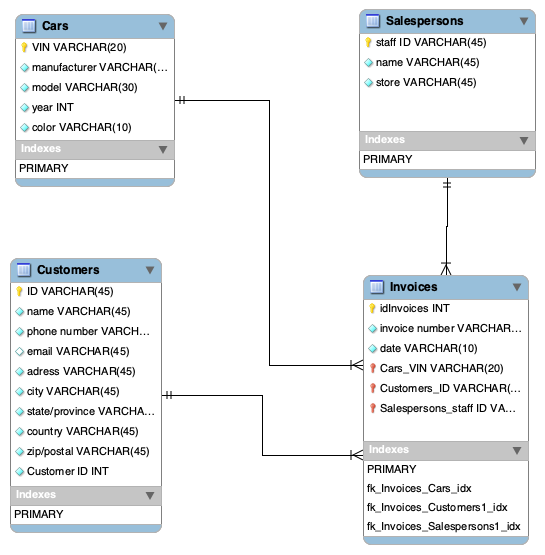 Cars
VIN VARCHAR(20)
manufacturer VARCHAR(...
model VARCHAR(30)
year INT
color VARCHAR(10)
Indexes
PRIMARY
Salespersons
staff ID VARCHAR(45)
name VARCHAR(45)
store VARCHAR(45)
Indexes
PRIMARY
Customers
ID VARCHAR(45)
name VARCHAR(45)
phone number VARCH...
email VARCHAR(45)
adress VARCHAR(45)
city VARCHAR(45)
state/province VARCHA...
country VARCHAR(45)
zip/postal VARCHAR(45)
Customer ID INT
Indexes
PRIMARY
Invoices
idInvoices INT
invoice number VARCHAR...
date VARCHAR(10)
Cars_VIN VARCHAR(20)
Customers_ID VARCHAR(...
Salespersons_staff ID VA...
Indexes
PRIMARY
fk_Invoices_Cars_idx
fk_Invoices_Customers1_idx
fk_Invoices_Salespersons1_idx